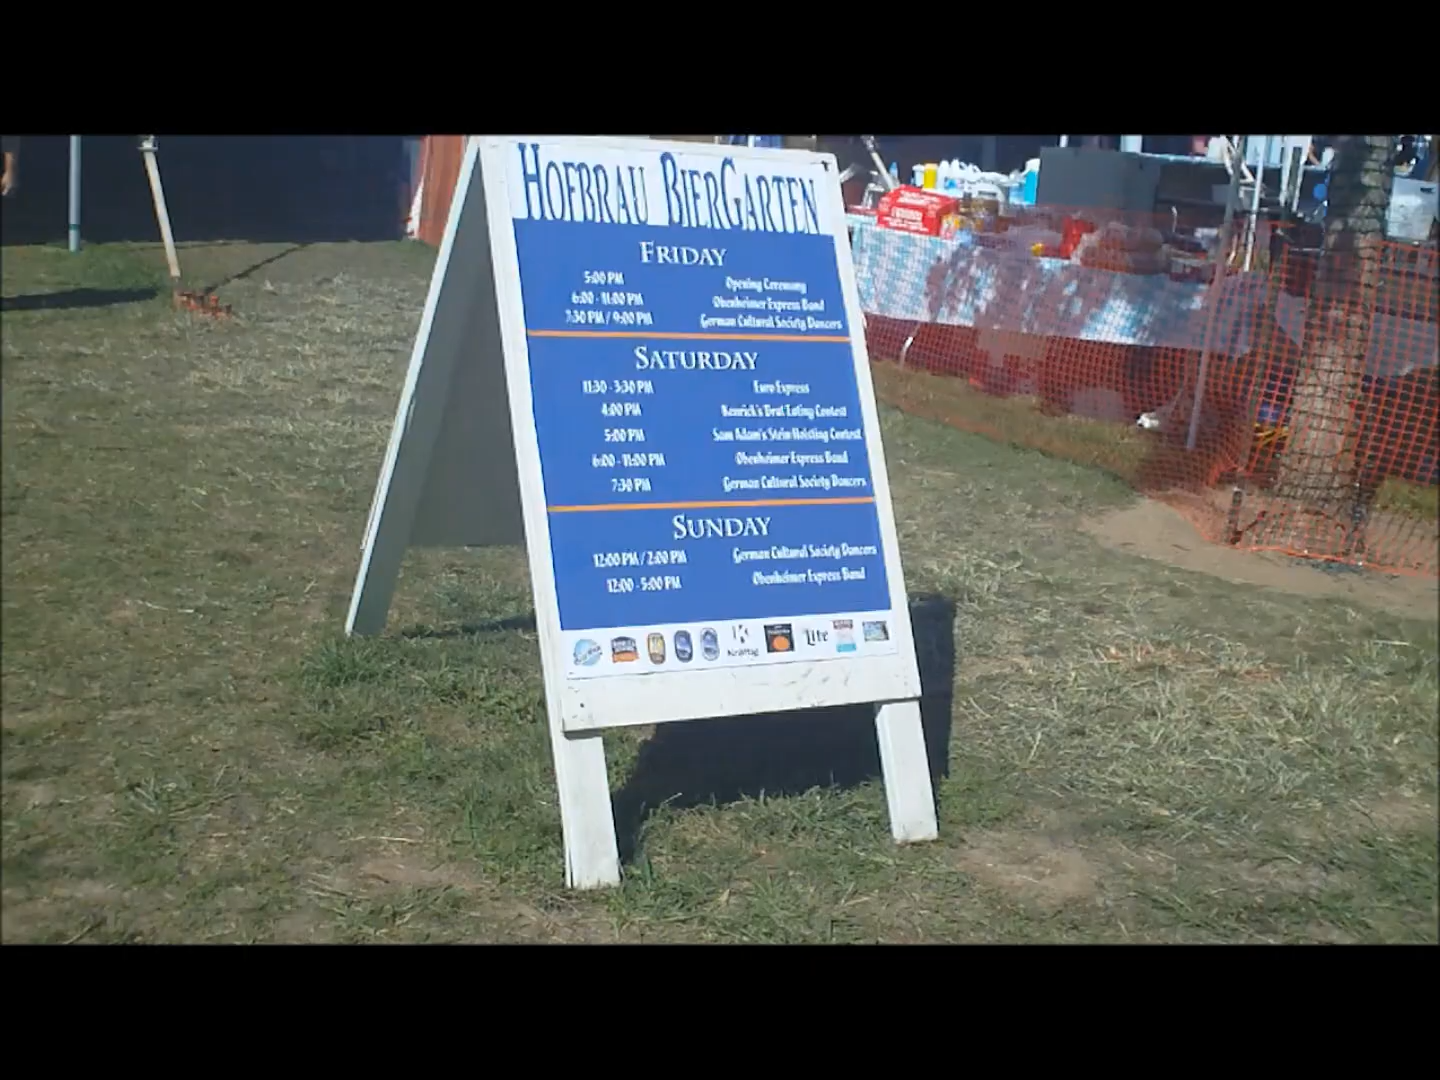 HOFBRAU BIERGARTEN
FRIDAY
5:00 PM Opening Ceremony
6:00 - 11:00 PM Obenheimer Express Band
7:30 PM / 9:00 PM German Cultural Society Dancers
SATURDAY
11:30 - 3:30 PM Euro Express
4:00 PM Kenrick's Brat Eating Contest
5:00 PM Sam Adam's Stein Hoisting Contest
6:00 - 11:00 PM Obenheimer Express Band
7:30 PM German Cultural Society Dancers
SUNDAY
12:00 PM / 2:00 PM German Cultural Society Dancers
12:00 - 5:00 PM Obenheimer Express Band
Lite